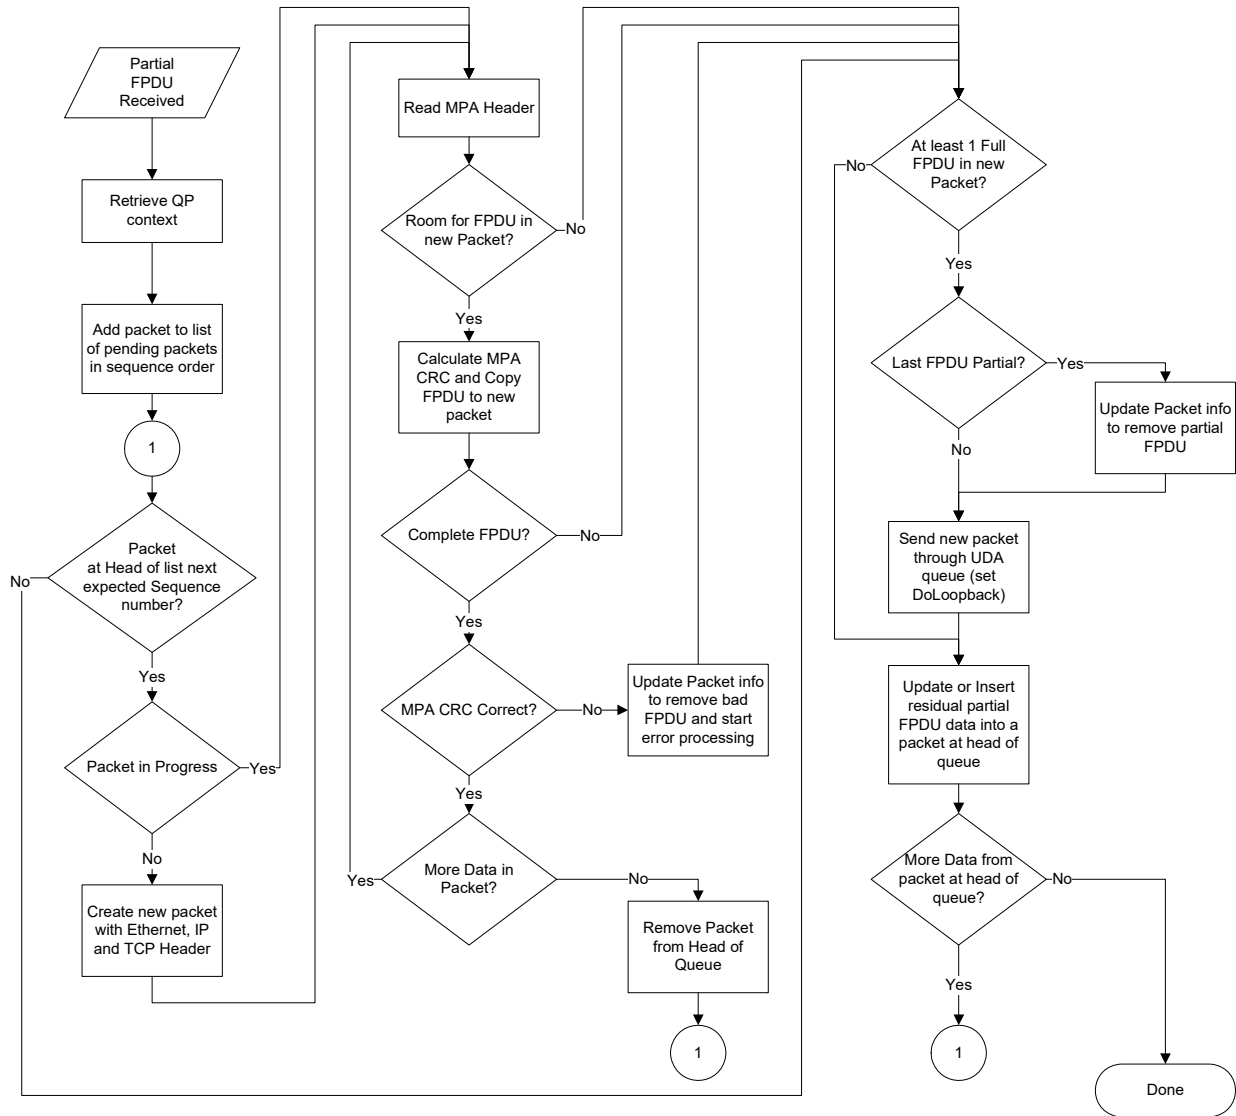 Partial
FPDU
Received
Retrieve QP
context
Add packet to list
of pending packets
in sequence order
1
Packet
at Head of list next
expected Sequence
number?
No
Yes
Packet in Progress
Yes
No
Create new packet
with Ethernet, IP
and TCP Header
Read MPA Header
Room for FPDU in
new Packet?
No
Yes
Calculate MPA
CRC and Copy
FPDU to new
packet
Complete FPDU?
No
Yes
MPA CRC Correct?
No
Update Packet info
to remove bad
FPDU and start
error processing
Yes
More Data in
Packet?
Yes
No
Remove Packet
from Head of
Queue
1
At least 1 Full
FPDU in new
Packet?
No
Yes
Last FPDU Partial?
Yes
Update Packet info
to remove partial
FPDU
No
Send new packet
through UDA
queue (set
DoLoopback)
Update or Insert
residual partial
FPDU data into a
packet at head of
queue
More Data from
packet at head of
queue?
No
Yes
1
Done